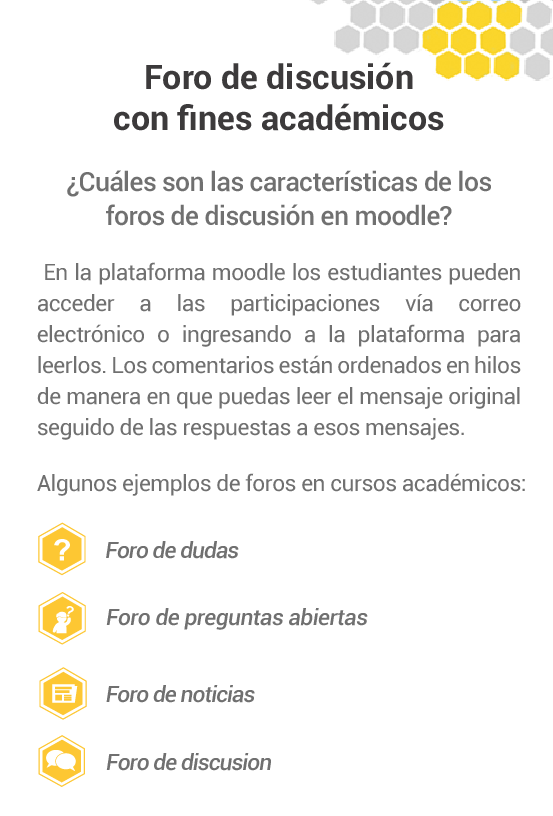 Foro de discusión
con fines académicos
¿Cuáles son las características de los
foros de discusión en moodle?
En la plataforma moodle los estudiantes pueden
acceder a las participaciones vía correo
electrónico o ingresando a la plataforma para
leerlos. Los comentarios están ordenados en hilos
de manera en que puedas leer el mensaje original
seguido de las respuestas a esos mensajes.
Algunos ejemplos de foros en cursos académicos:
?
Foro de dudas
?
Foro de preguntas abiertas
Foro de noticias
Foro de discusion